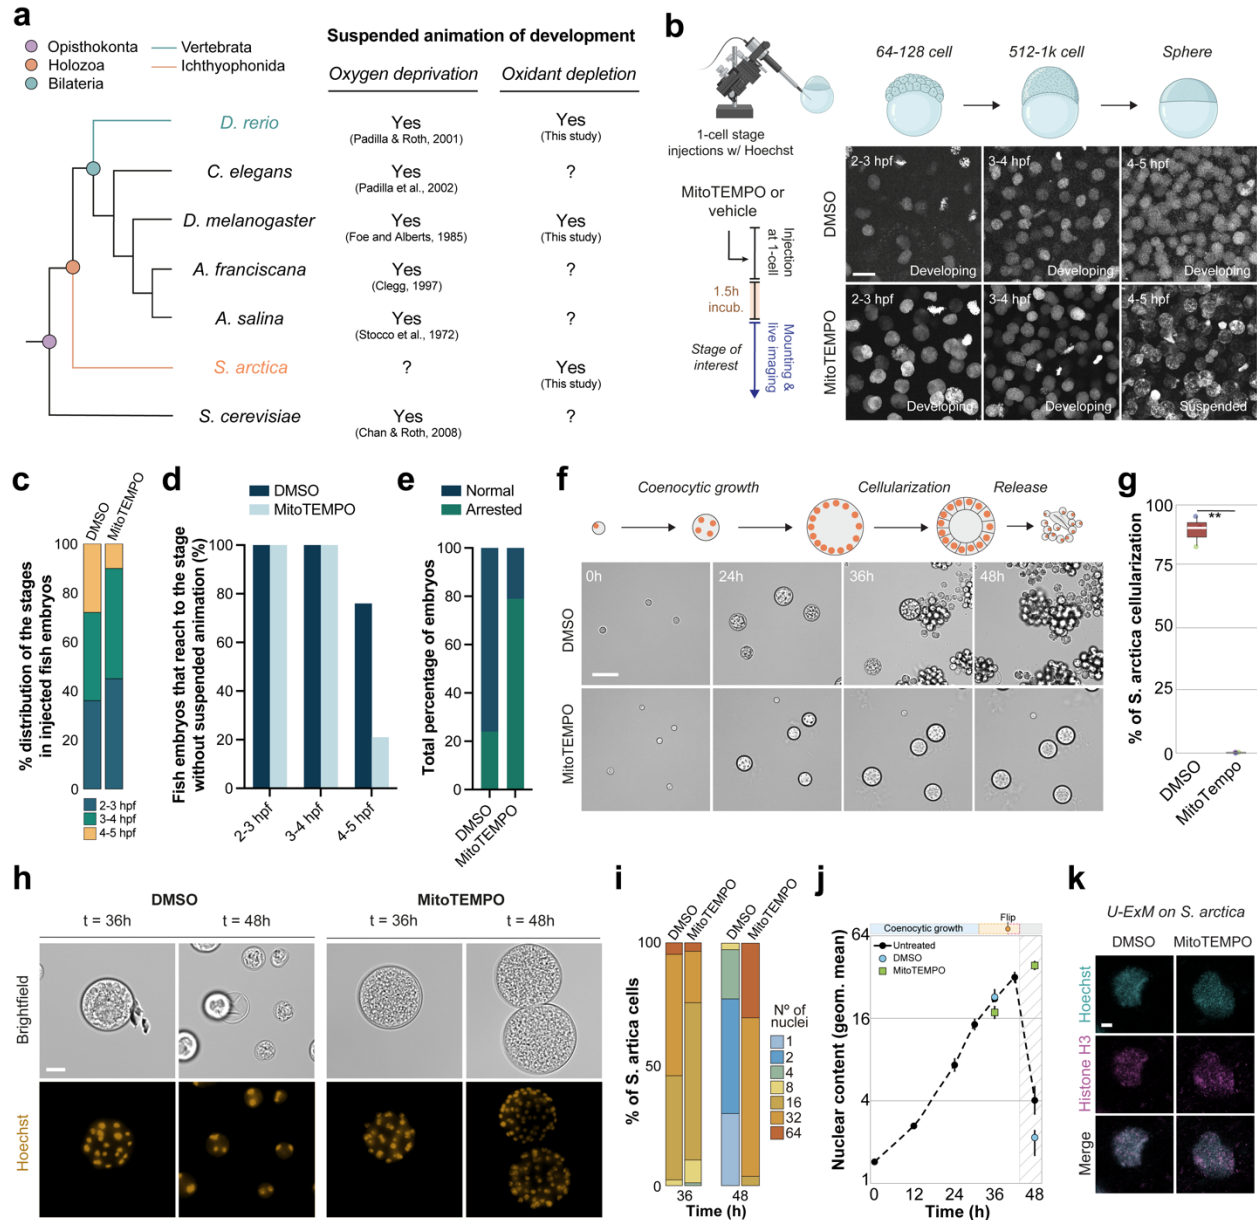 a
Opisthokonta
Holozoa
Bilateria
Vertebrata
Ichthyophonida
Suspended animation of development
Oxygen deprivation
Oxidant depletion
D. rerio
Yes
(Padilla & Roth, 2001)
Yes
(This study)
C. elegans
Yes
(Padilla et al., 2002)
?
D. melanogaster
Yes
(Foe and Alberts, 1985)
Yes
(This study)
A. franciscana
Yes
(Clegg, 1997)
?
A. salina
Yes
(Stocco et al., 1972)
?
S. arctica
?
Yes
(This study)
S. cerevisiae
Yes
(Chan & Roth, 2008)
?
b
1-cell stage
injections w/ Hoechst
MitoTEMPO or
vehicle
Injection
at 1-cell
1.5h
incub.
Stage of
interest
Mounting &
live imaging
64-128 cell
512-1k cell
Sphere
DMSO
2-3 hpf
Developing
3-4 hpf
Developing
4-5 hpf
Developing
MitoTEMPO
2-3 hpf
Developing
3-4 hpf
Developing
4-5 hpf
Suspended
c
DMSO
MitoTEMPO
% distribution of the stages
in injected fish embryos
100
80
60
40
20
0
2-3 hpf
3-4 hpf
4-5 hpf
d
DMSO
MitoTEMPO
Fish embryos that reach to the stage
without suspended animation (%)
100
80
60
40
20
0
2-3 hpf
3-4 hpf
4-5 hpf
e
Normal
Arrested
Total percentage of embryos
100
80
60
40
20
0
DMSO
MitoTEMPO
f
Coenocytic growth
Cellularization
Release
DMSO
0h
24h
36h
48h
MitoTEMPO
g
% of S. arctica cellularization
100
75
50
25
0
**
DMSO
MitoTempo
h
DMSO
MitoTEMPO
t = 36h
t = 48h
t = 36h
t = 48h
Brightfield
Hoechst
i
DMSO
MitoTEMPO
DMSO
MitoTEMPO
% of S. artica cells
100
50
0
36
48
Time (h)
Nº of
nuclei
1
2
4
8
16
32
64
j
Flip
Coenocytic growth
Untreated
DMSO
MitoTEMPO
Nuclear content (geom. mean)
64
16
4
1
0
12
24
36
48
Time (h)
k
U-ExM on S. arctica
DMSO
MitoTEMPO
Hoechst
Histone H3
Merge